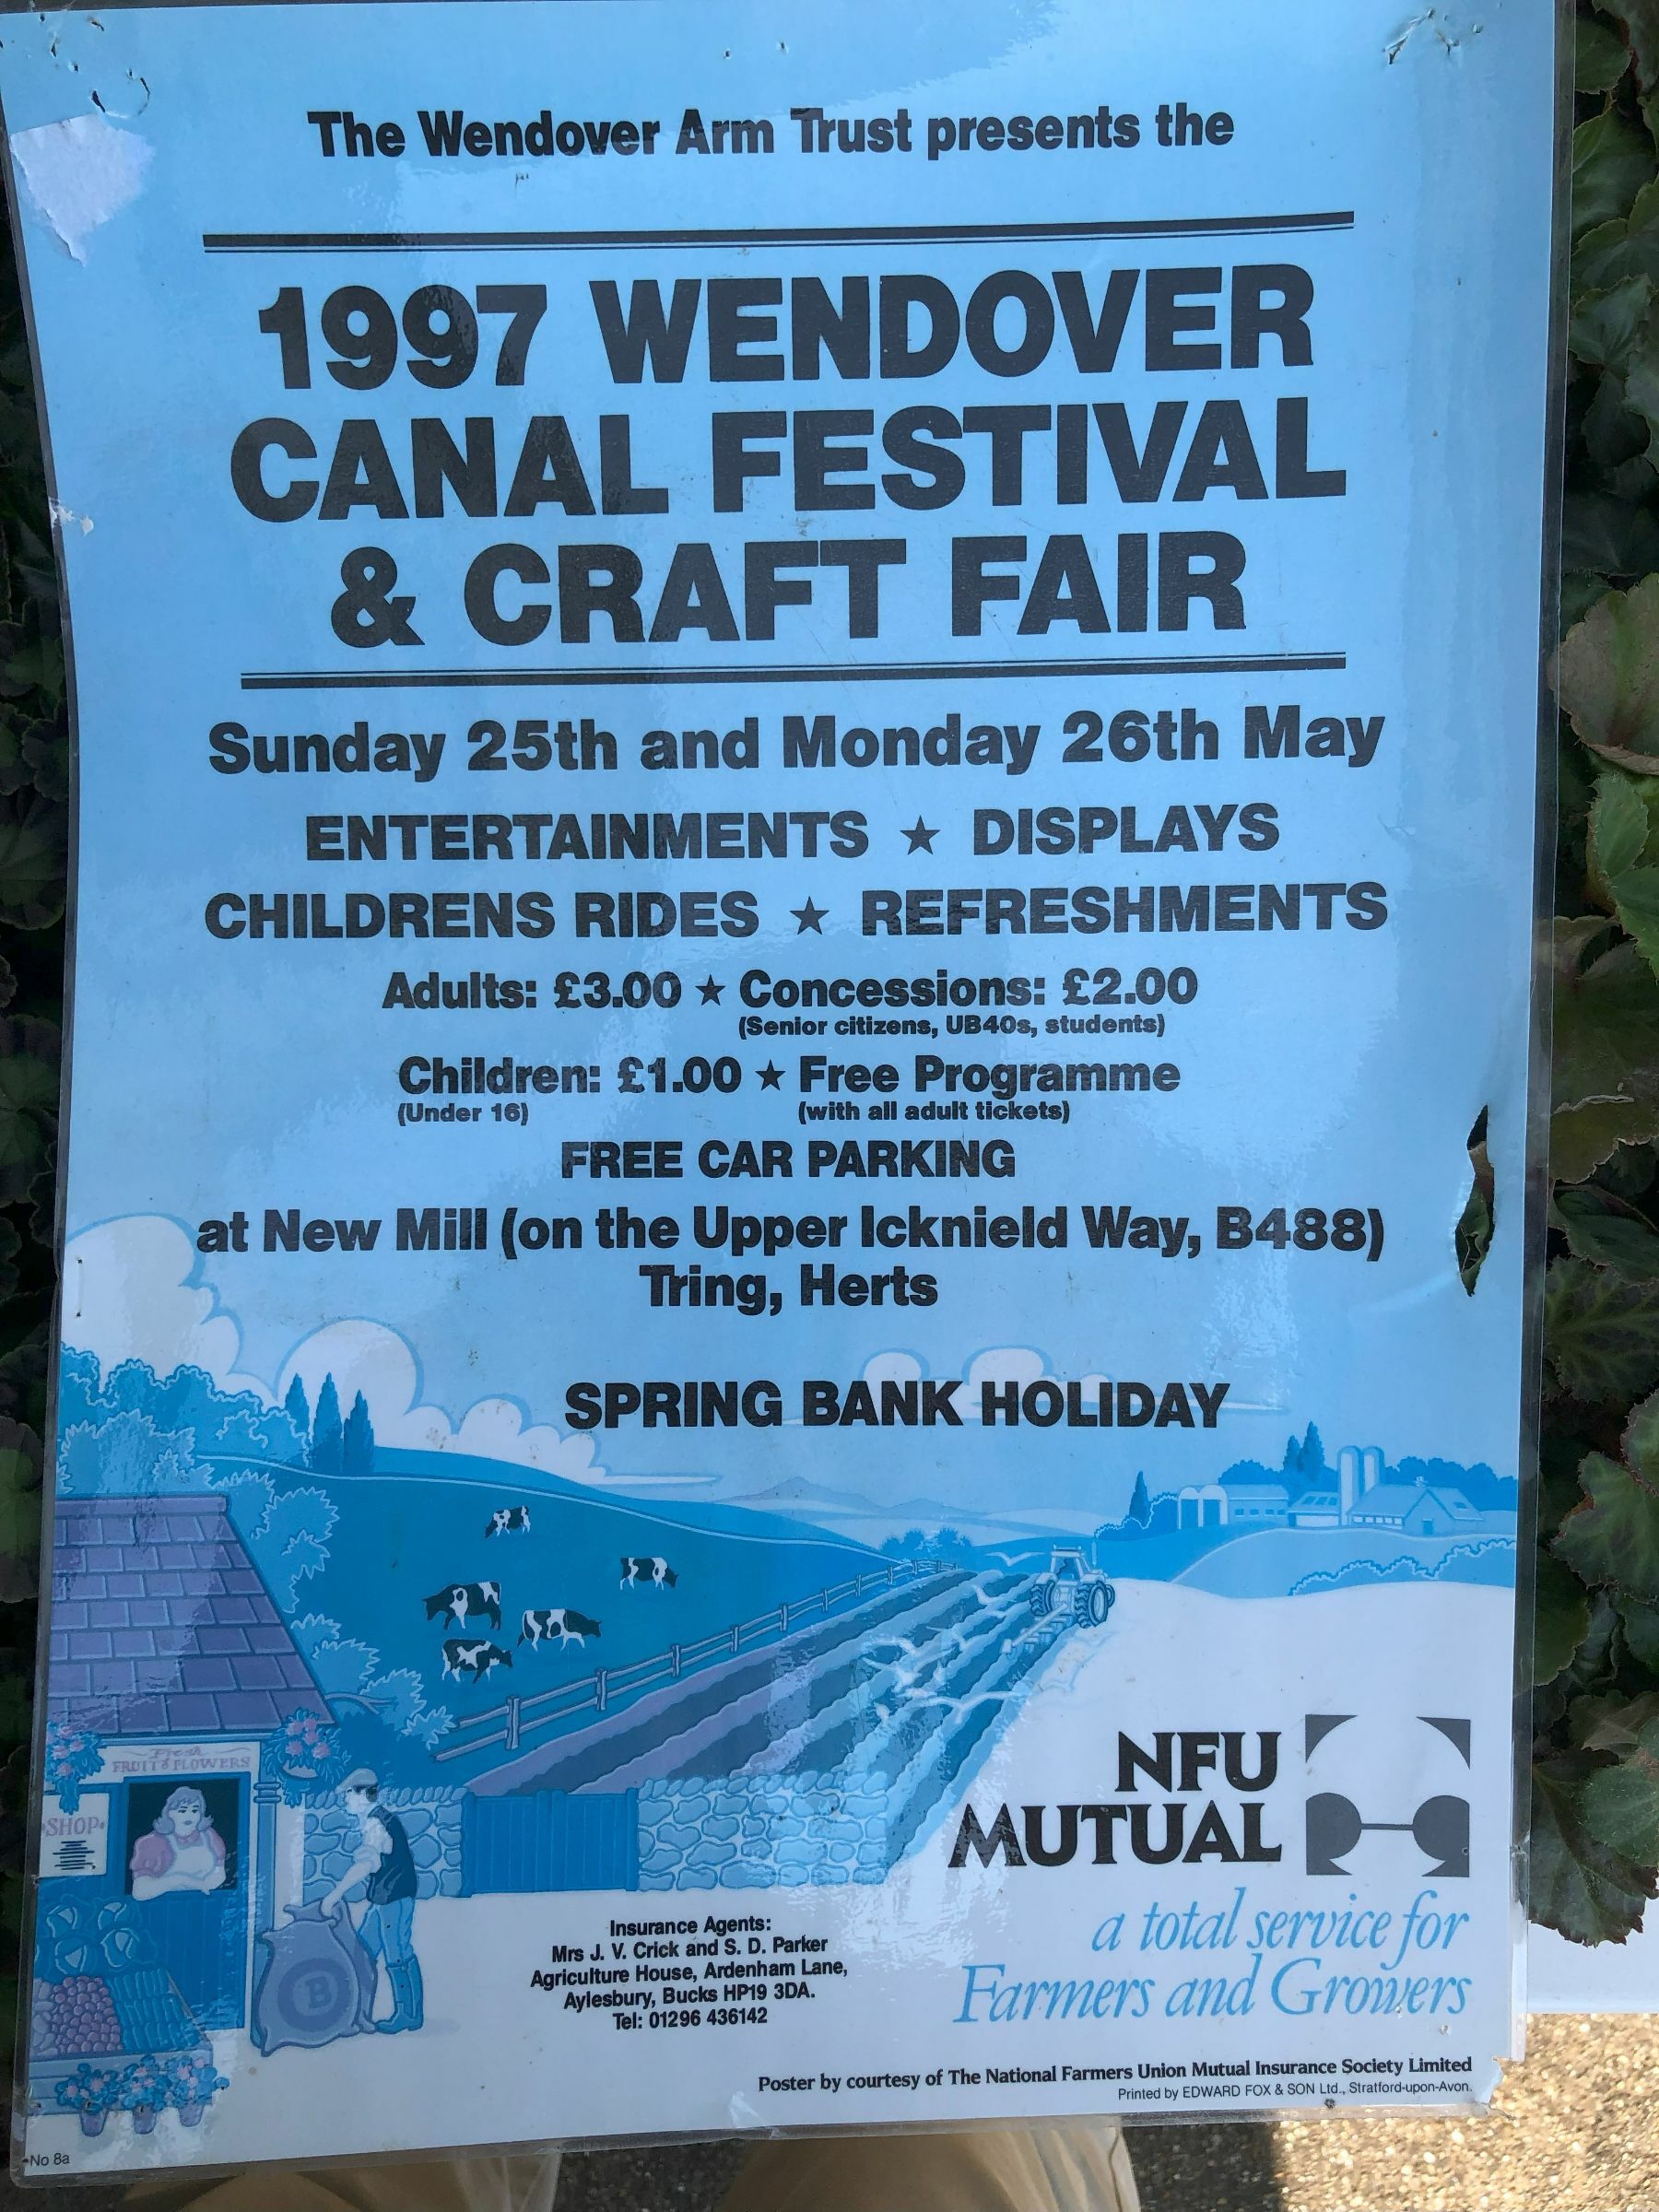 The Wendover Arm Trust presents the
1997 WENDOVER
CANAL FESTIVAL
& CRAFT FAIR
Sunday 25th and Monday 26th May
ENTERTAINMENTS ★ DISPLAYS
CHILDRENS RIDES ★ REFRESHMENTS
Adults: £3.00 ★ Concessions: £2.00
(Senior citizens, UB40s, students)
Children: £1.00 ★ Free Programme
(Under 16) (with all adult tickets)
FREE CAR PARKING
at New Mill (on the Upper Icknield Way, B488)
Tring, Herts
SPRING BANK HOLIDAY
Fresh
FRUIT & FLOWERS
SHOP
B
NFU
MUTUAL
a total service for
Farmers and Growers
Insurance Agents:
Mrs J. V. Crick and S. D. Parker
Agriculture House, Ardenham Lane,
Aylesbury, Bucks HP19 3DA.
Tel: 01296 436142
Poster by courtesy of The National Farmers Union Mutual Insurance Society Limited
Printed by EDWARD FOX & SON Ltd., Stratford-upon-Avon.
No 8a